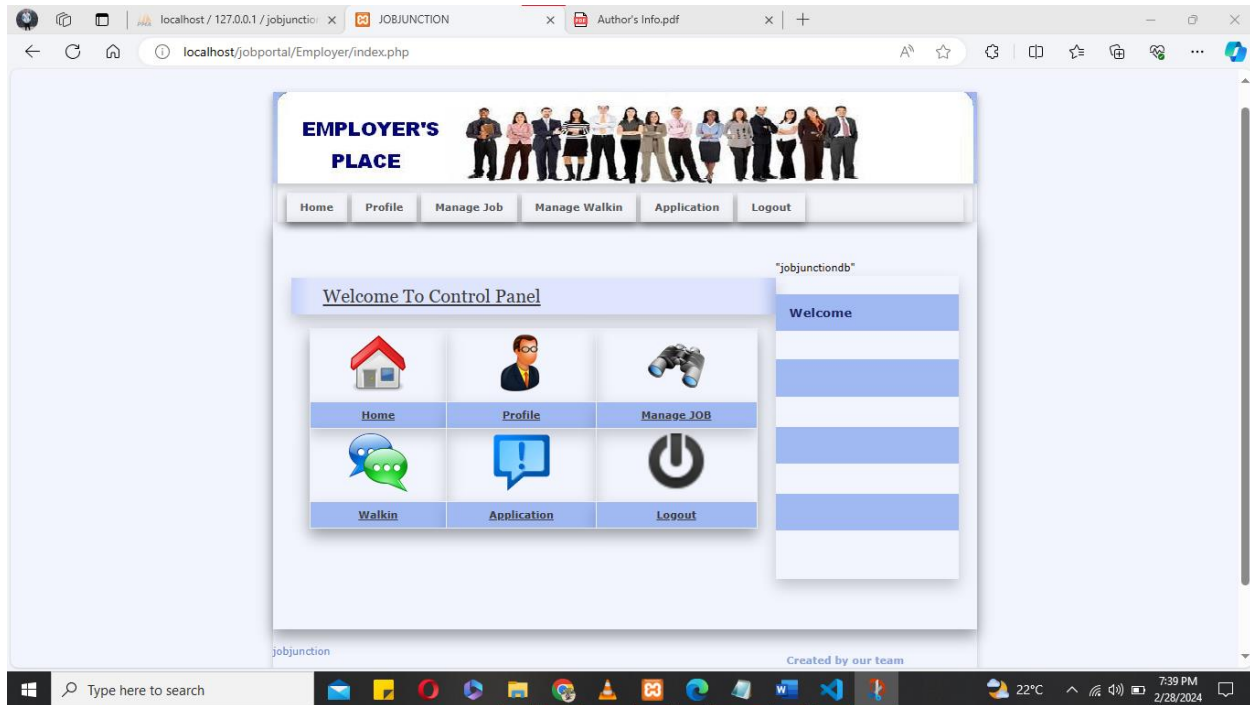 localhost / 127.0.0.1 / jobjunction
JOBJUNCTION
Author's Info.pdf
localhost/jobportal/Employer/index.php
EMPLOYER'S
PLACE
Home
Profile
Manage Job
Manage Walkin
Application
Logout
"jobjunctiondb"
Welcome To Control Panel
Welcome
Home
Profile
Manage JOB
Walkin
Application
Logout
jobjunction
Created by our team
Type here to search
22°C
7:39 PM
2/28/2024